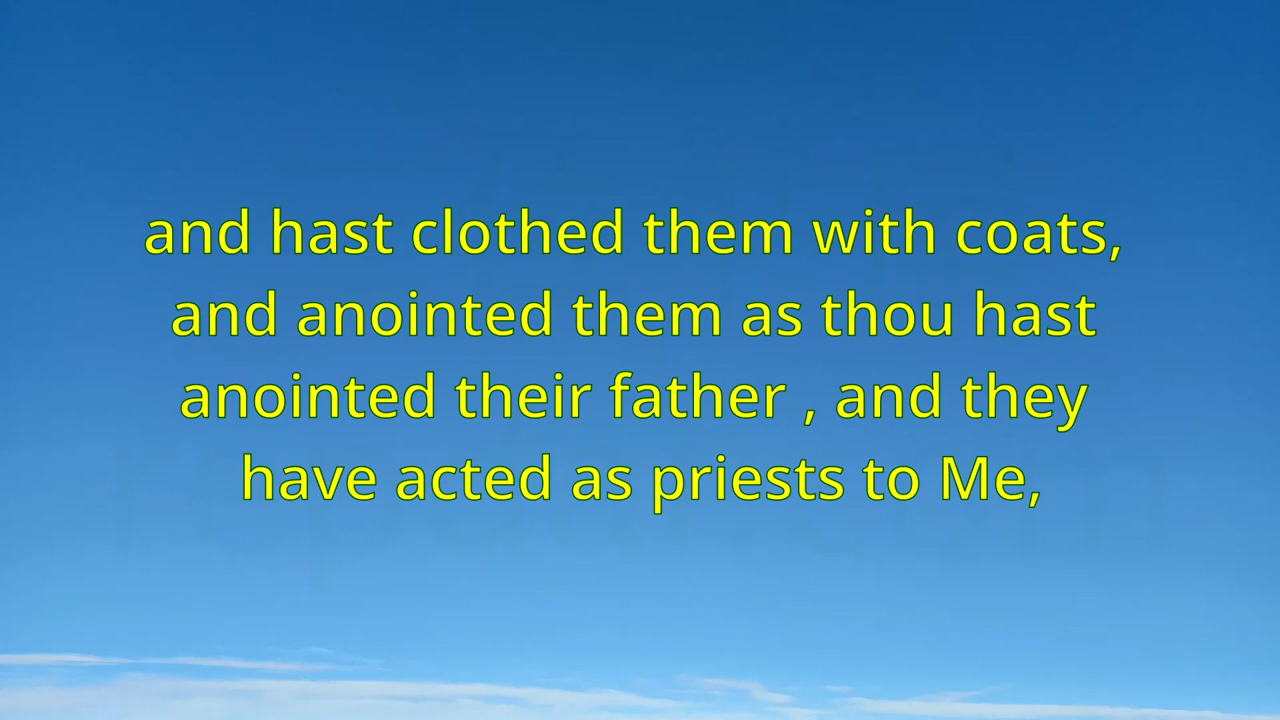 and hast clothed them with coats,
and anointed them as thou hast
anointed their father , and they
have acted as priests to Me,